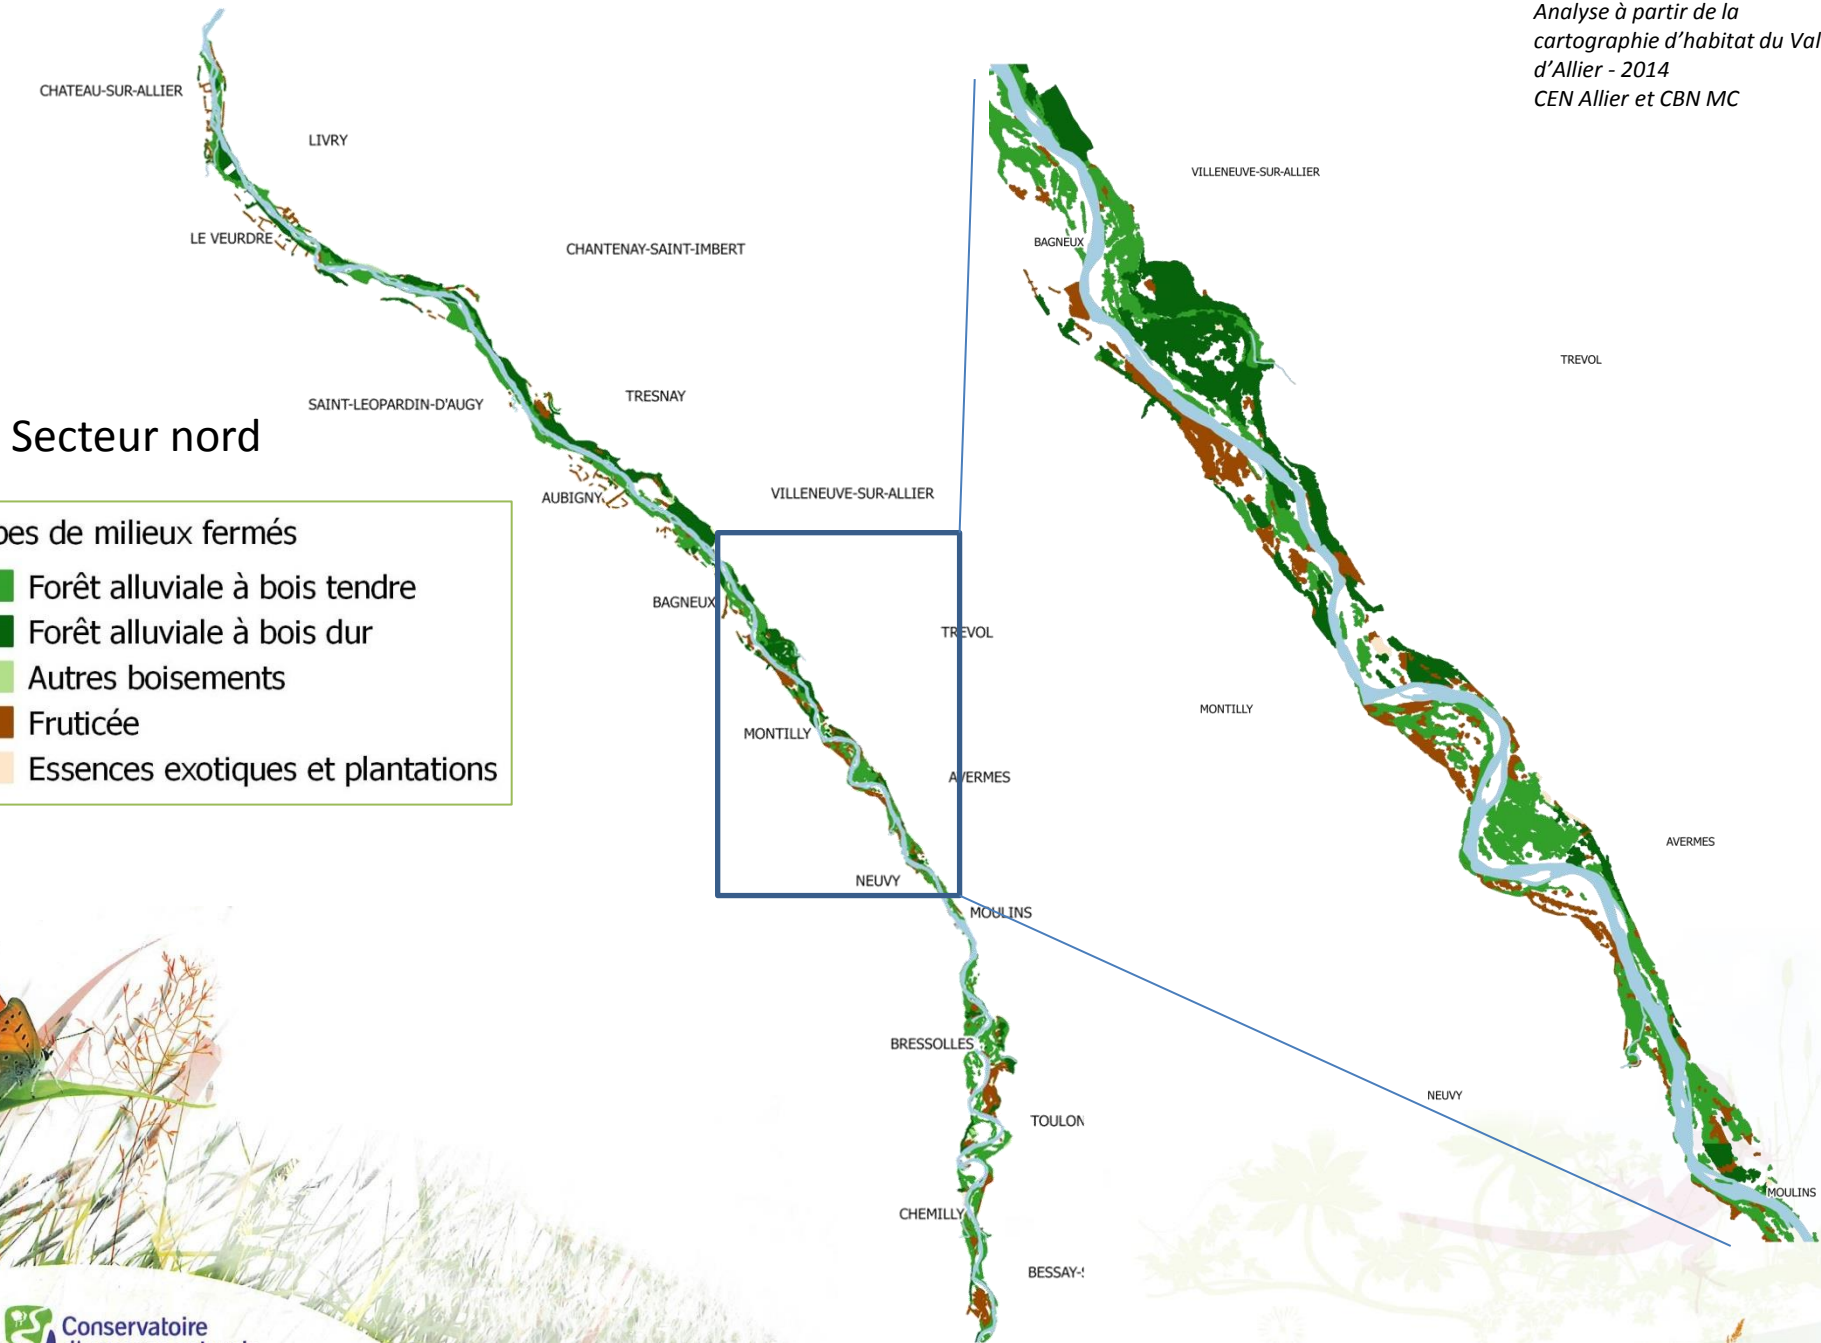 Analyse à partir de la
cartographie d'habitat du Val
d'Allier - 2014
CEN Allier et CBN MC
CHATEAU-SUR-ALLIER
LIVRY
LE VEURDRE
CHANTENAY-SAINT-IMBERT
SAINT-LEOPARDIN-D'AUGY
TRESNAY
Secteur nord
AUBIGNY
VILLENEUVE-SUR-ALLIER
BAGNEUX
TREVOL
MONTILLY
AVERMES
NEUVY
MOULINS
BRESSOLLES
TOULON
CHEMILLY
BESSAY-
pes de milieux fermés
Forêt alluviale à bois tendre
Forêt alluviale à bois dur
Autres boisements
Fruticée
Essences exotiques et plantations
VILLENEUVE-SUR-ALLIER
BAGNEUX
TREVOL
MONTILLY
AVERMES
NEUVY
MOULINS
Conservatoire